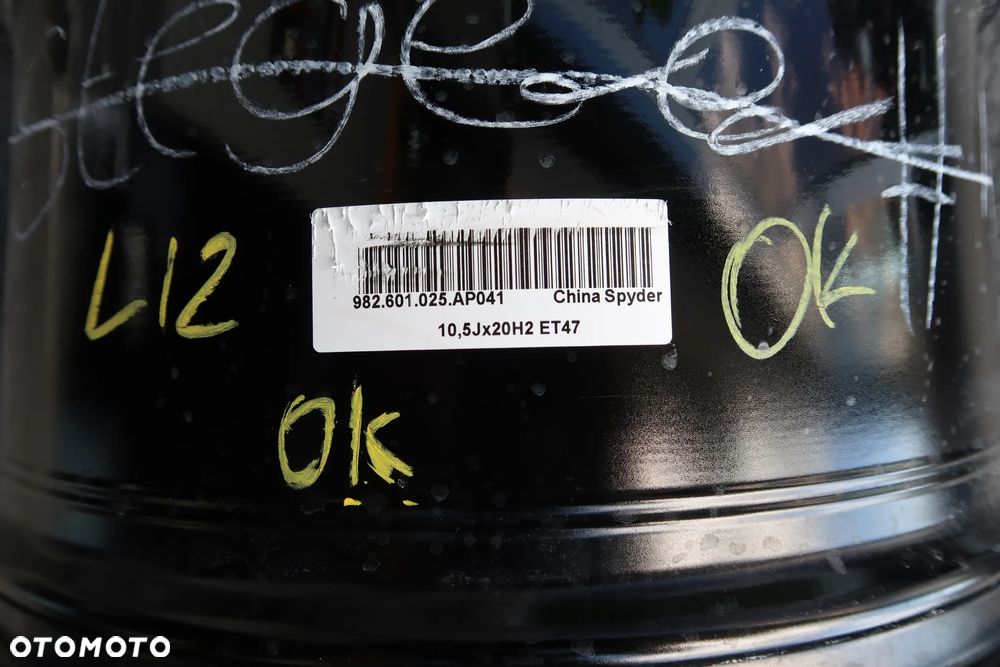 L12
OK
982.601.025.AP041 China Spyder
10,5Jx20H2 ET47
OK
OTOMOTO